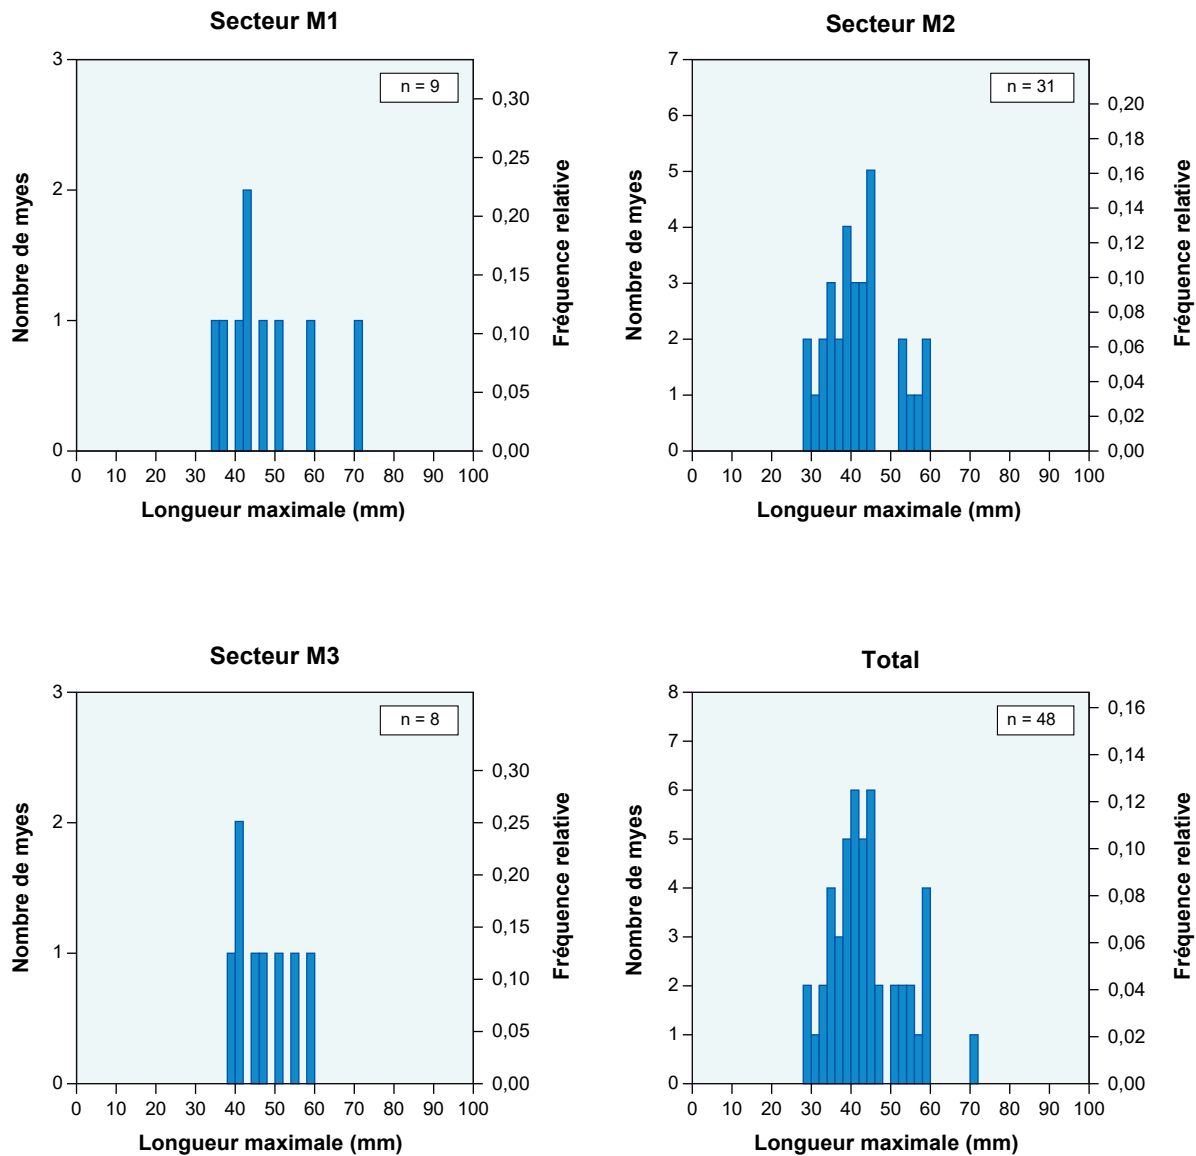 Secteur M1
n = 9
3
2
1
0
0,30
0,25
0,20
0,15
0,10
0,05
0,00
0 10 20 30 40 50 60 70 80 90 100
Nombre de myes
Fréquence relative
Longueur maximale (mm)
Secteur M2
n = 31
7
6
5
4
3
2
1
0
0,20
0,18
0,16
0,14
0,12
0,10
0,08
0,06
0,04
0,02
0,00
0 10 20 30 40 50 60 70 80 90 100
Nombre de myes
Fréquence relative
Longueur maximale (mm)
Secteur M3
n = 8
3
2
1
0
0,30
0,25
0,20
0,15
0,10
0,05
0,00
0 10 20 30 40 50 60 70 80 90 100
Nombre de myes
Fréquence relative
Longueur maximale (mm)
Total
n = 48
8
7
6
5
4
3
2
1
0
0,16
0,14
0,12
0,10
0,08
0,06
0,04
0,02
0,00
0 10 20 30 40 50 60 70 80 90 100
Nombre de myes
Fréquence relative
Longueur maximale (mm)